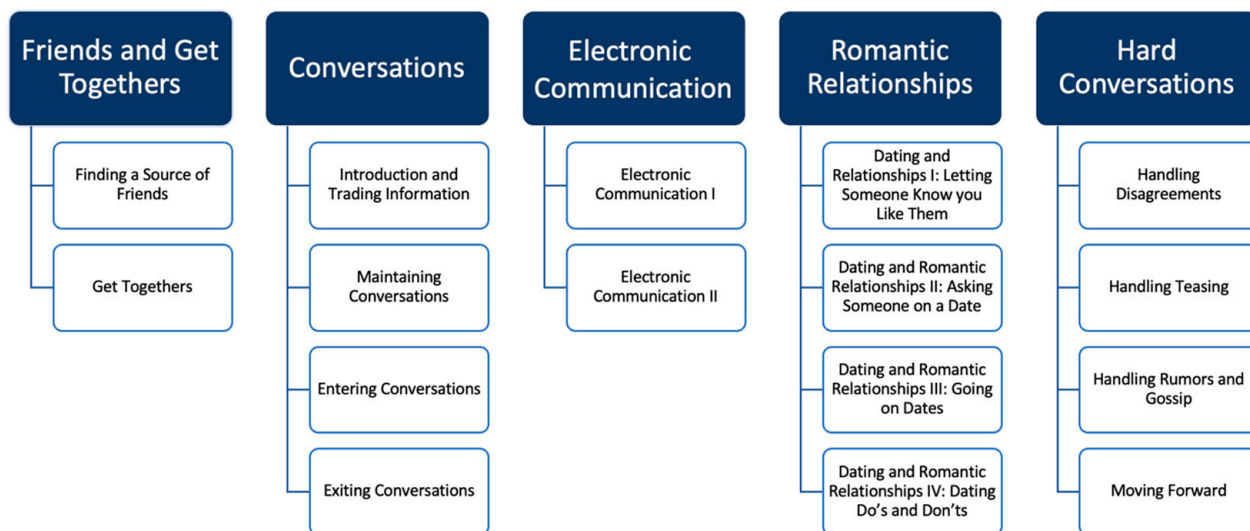 Friends and Get
Togethers
Finding a Source of
Friends
Get Togethers
Conversations
Introduction and
Trading Information
Maintaining
Conversations
Entering Conversations
Exiting Conversations
Electronic
Communication
Electronic
Communication I
Electronic
Communication II
Romantic
Relationships
Dating and
Relationships I: Letting
Someone Know you
Like Them
Dating and Romantic
Relationships II: Asking
Someone on a Date
Dating and Romantic
Relationships III: Going
on Dates
Dating and Romantic
Relationships IV: Dating
Do's and Don'ts
Hard
Conversations
Handling
Disagreements
Handling Teasing
Handling Rumors and
Gossip
Moving Forward